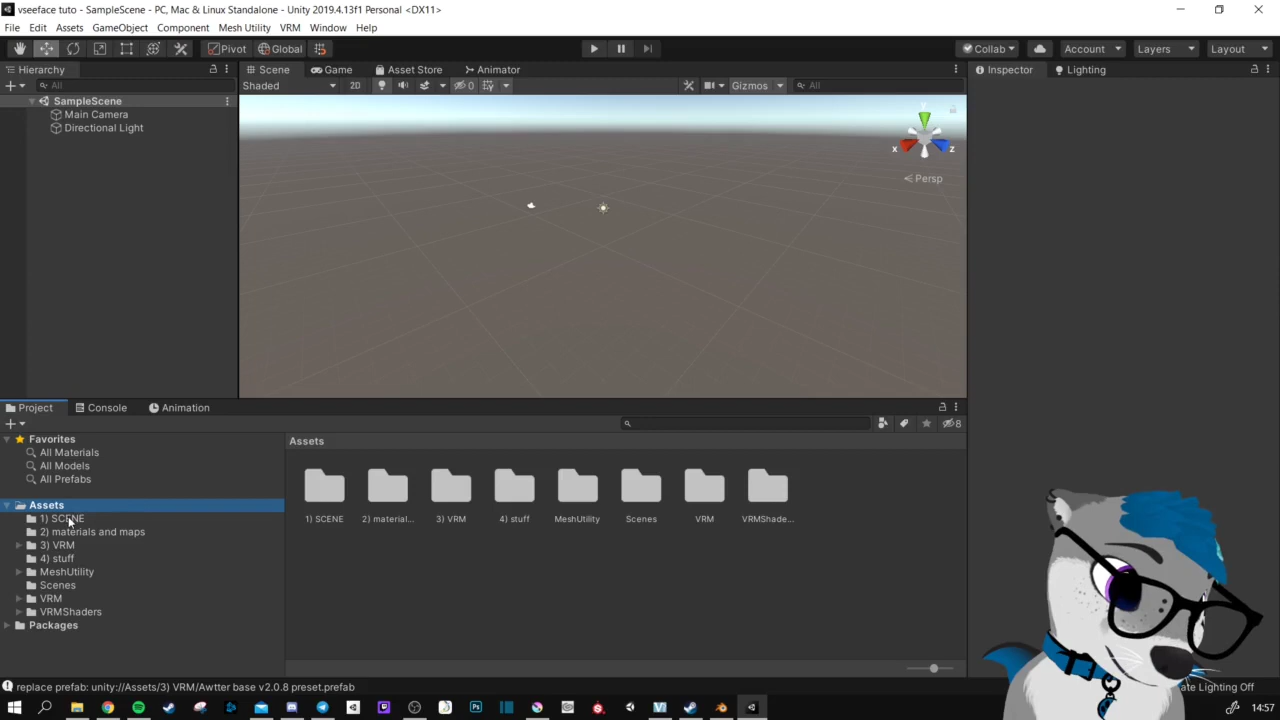 vseeface tuto - SampleScene - PC, Mac & Linux Standalone - Unity 2019.4.13f1 Personal <DX11>
File Edit Assets GameObject Component Mesh Utility VRM Window Help
Pivot Global Collab Account Layers Layout
Hierarchy Scene Game Asset Store Animator Inspector Lighting
All Shaded 2D 0 Gizmos All
SampleScene
Main Camera
Directional Light
y
x z
Persp
Project Console Animation
8
Favorites
All Materials
All Models
All Prefabs
Assets
1) SCENE
2) materials and maps
3) VRM
4) stuff
MeshUtility
Scenes
VRM
VRMShaders
Packages
Assets
1) SCENE 2) material... 3) VRM 4) stuff MeshUtility Scenes VRM VRMShade...
replace prefab: unity://Assets/3) VRM/Awtter base v2.0.8 preset.prefab
Lighting Off
14:57